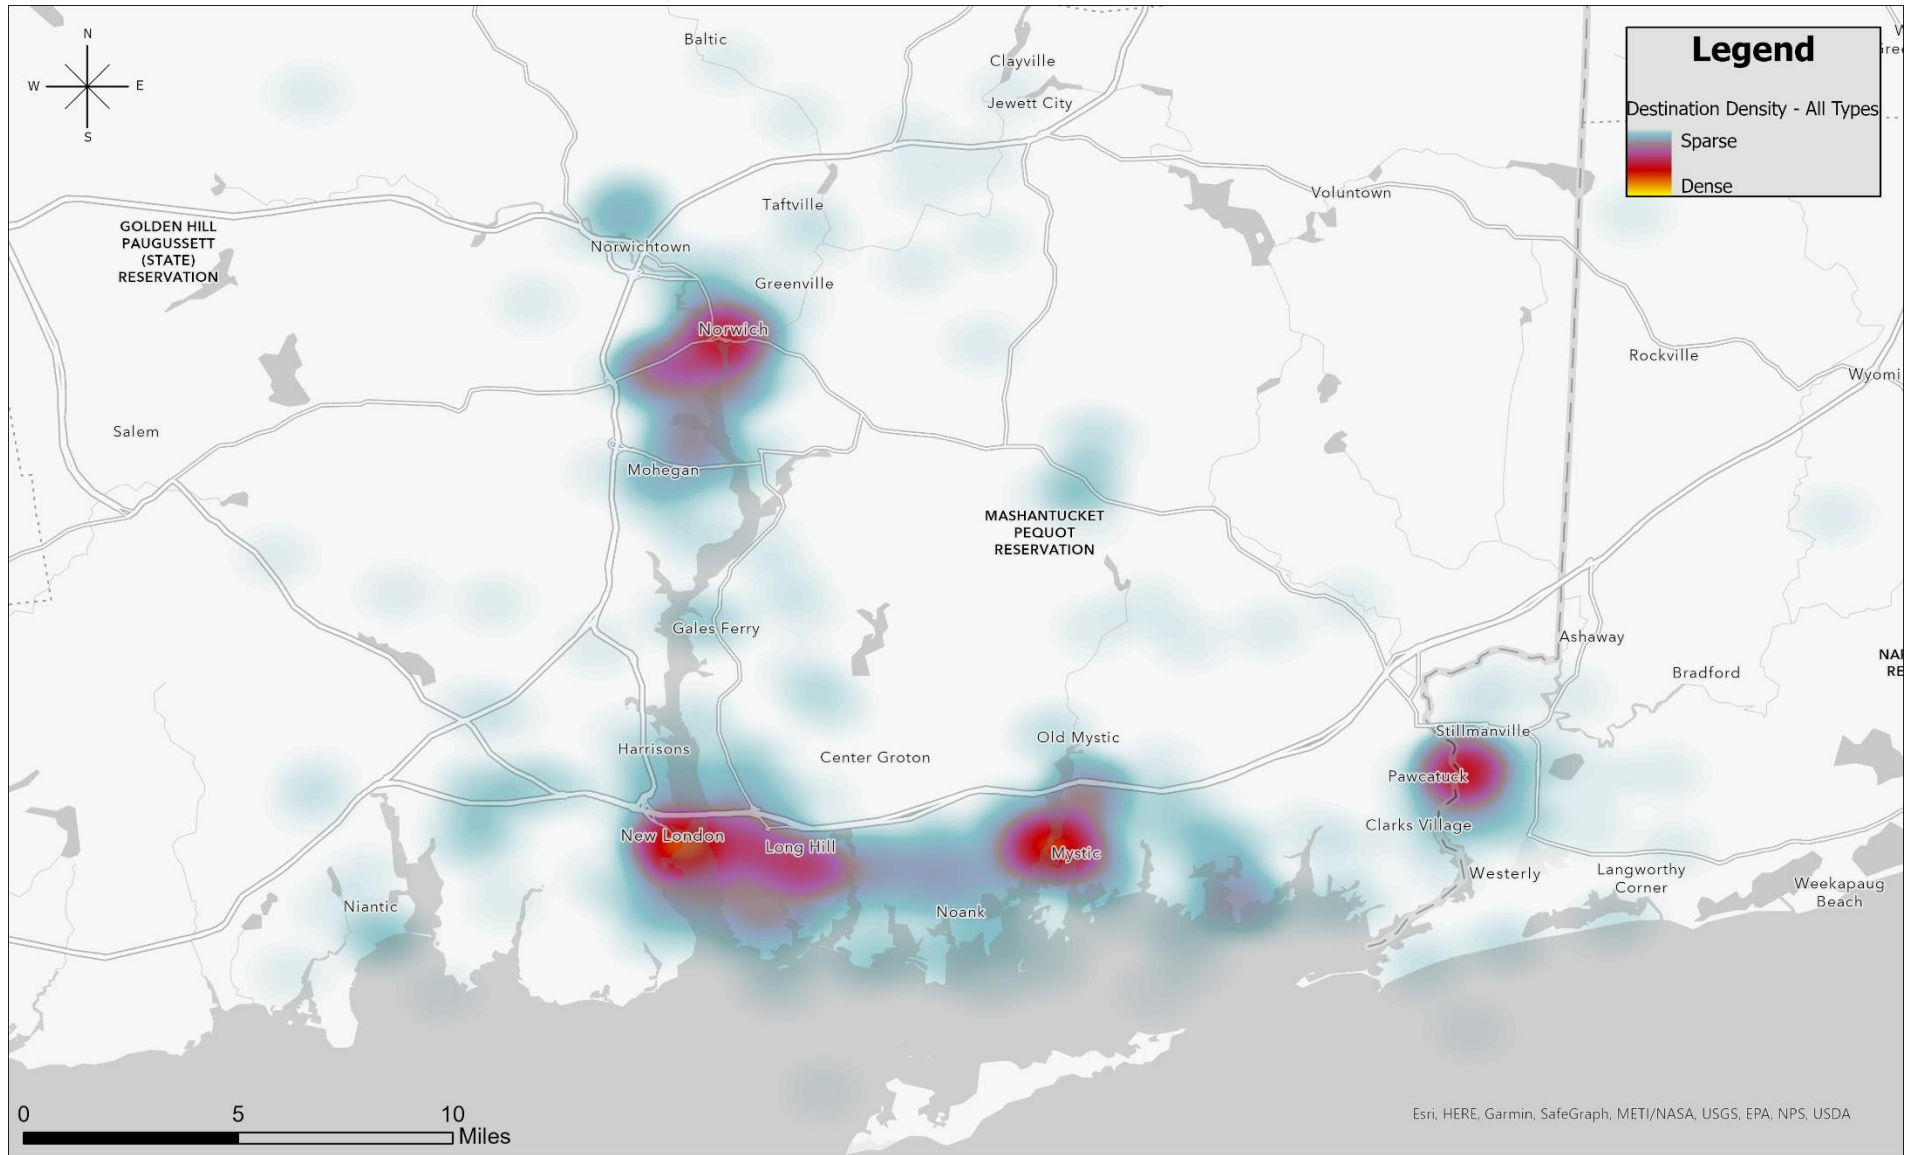 N
W
E
S
Baltic
Clayville
Jewett City
Legend
Destination Density - All Types
Sparse
Dense
GOLDEN HILL
PAUGUSSETT
(STATE)
RESERVATION
Taftville
Norwichtown
Greenville
Voluntown
Norwich
Rockville
Wyomi
Salem
Mohegan
MASHANTUCKET
PEQUOT
RESERVATION
Gales Ferry
Ashaway
Bradford
RE
Harrisons
Center Groton
Old Mystic
Stillmanville
Pawcatuck
New London
Long Hill
Mystic
Clarks Village
Westerly
Langworthy
Corner
Weekapaug
Beach
Niantic
Noank
0
5
10
Miles
Esri, HERE, Garmin, SafeGraph, METI/NASA, USGS, EPA, NPS, USDA